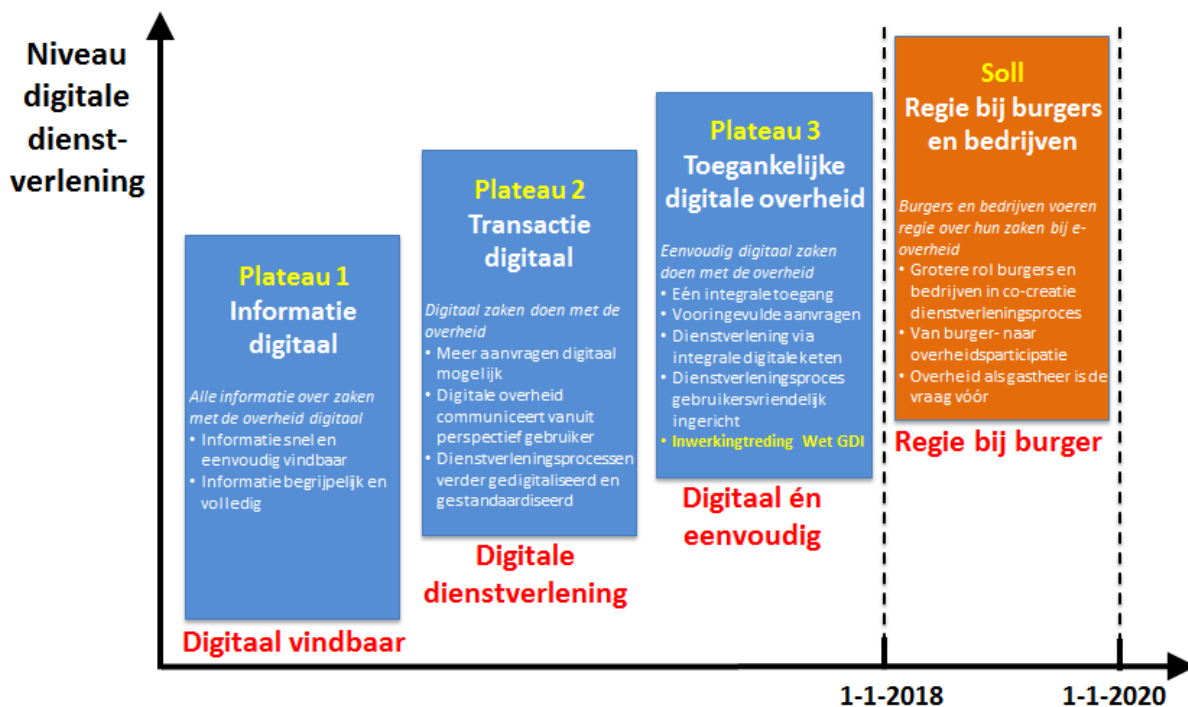 Niveau
digitale
dienst-
verlening
Plateau 1
Informatie
digitaal
Alle informatie over zaken
met de overheid digitaal
• Informatie snel en
eenvoudig vindbaar
• Informatie begrijpelijk en
volledig
Digitaal vindbaar
Plateau 2
Transactie
digitaal
Digitaal zaken doen met de
overheid
• Meer aanvragen digitaal
mogelijk
• Digitale overheid
communiceert vanuit
perspectief gebruiker
• Dienstverleningsprocessen
verder gedigitaliseerd en
gestandaardiseerd
Digitale
dienstverlening
Plateau 3
Toegankelijke
digitale overheid
Eenvoudig digitaal zaken
doen met de overheid
• Eén integrale toegang
• Vooringevulde aanvragen
• Dienstverlening via
integrale digitale keten
• Dienstverleningsproces
gebruikersvriendelijk
ingericht
• Inwerkingtreding Wet GDI
Digitaal én
eenvoudig
Soll
Regie bij burgers
en bedrijven
Burgers en bedrijven voeren
regie over hun zaken bij e-
overheid
• Grotere rol burgers en
bedrijven in co-creatie
dienstverleningsproces
• Van burger- naar
overheidsparticipatie
• Overheid als gastheer is de
vraag vóór
Regie bij burger
1-1-2018
1-1-2020